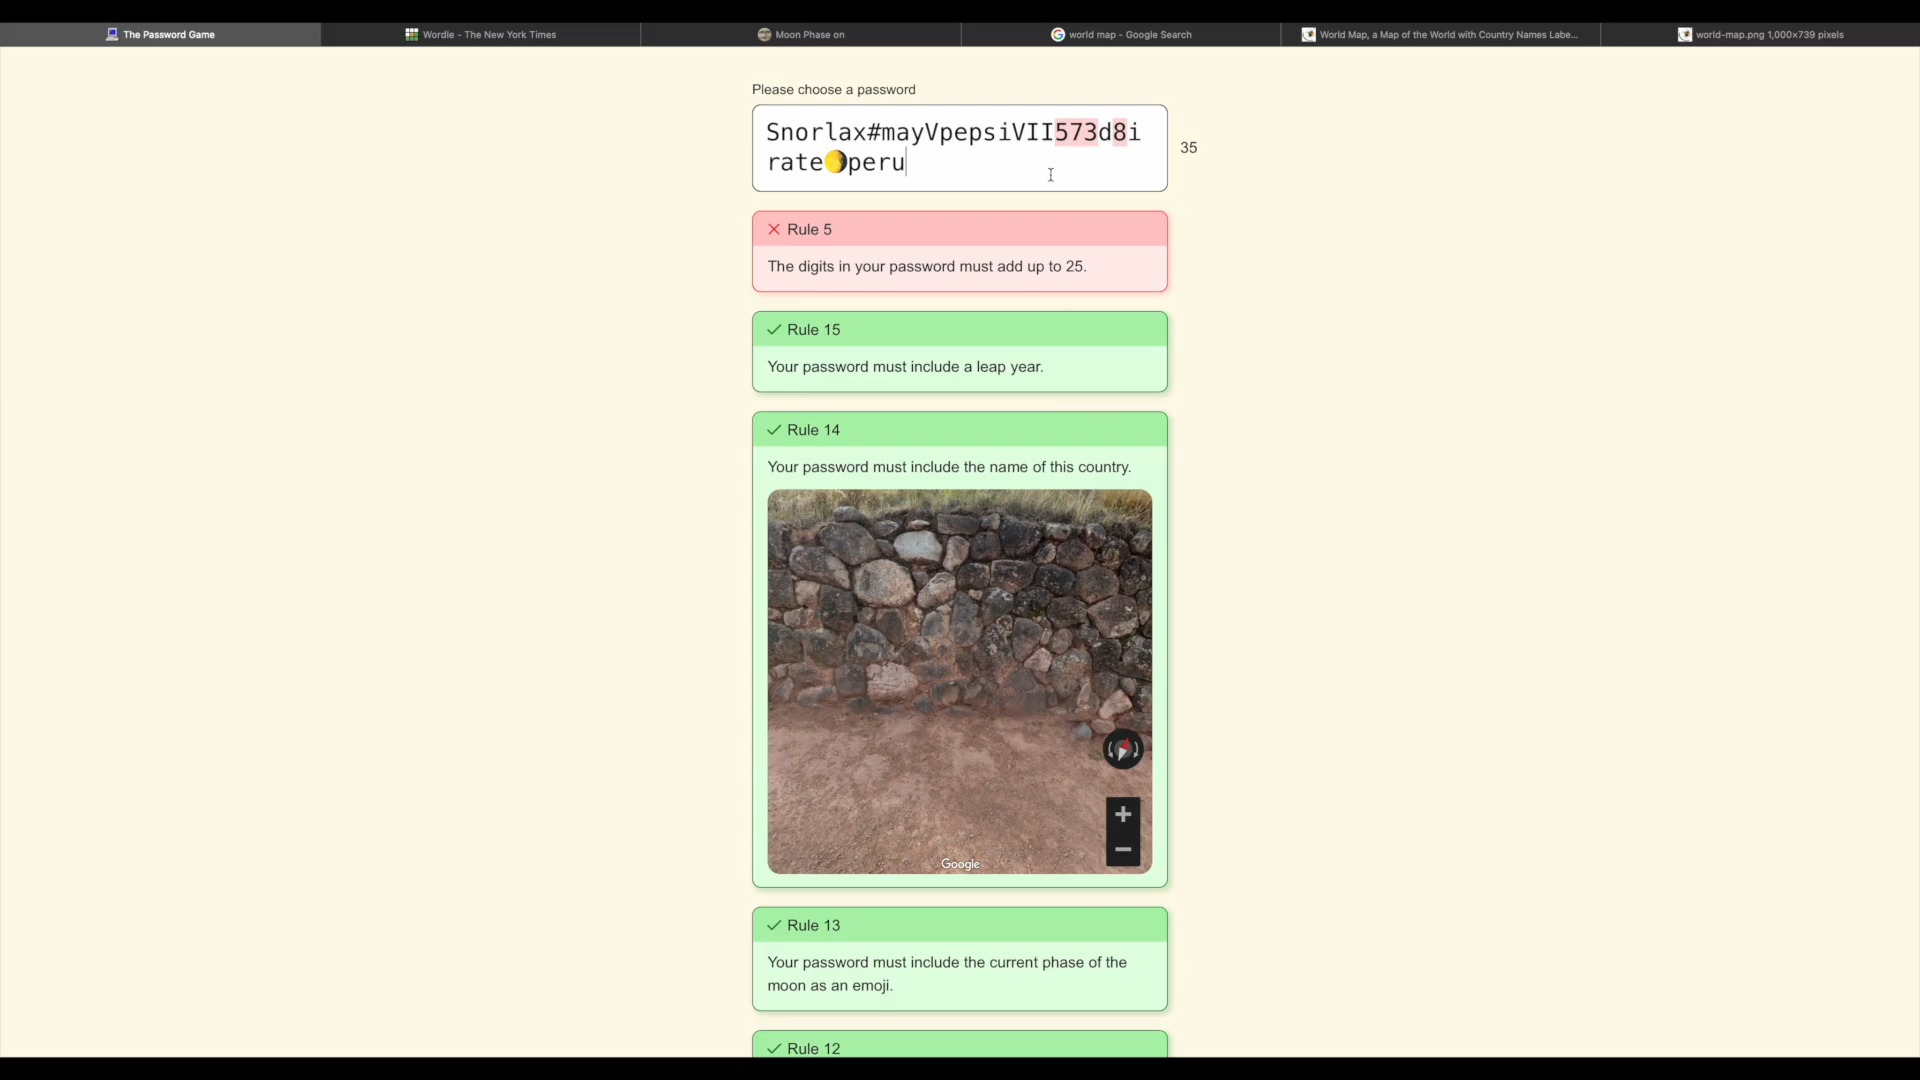 The Password Game
Wordle - The New York Times
Moon Phase on
world map - Google Search
World Map, a Map of the World with Country Names Labe...
world-map.png 1,000×739 pixels
Please choose a password
Snorlax#mayVpepsiVII573d8i
rate🌖peru
35
Rule 5
The digits in your password must add up to 25.
Rule 15
Your password must include a leap year.
Rule 14
Your password must include the name of this country.
Google
Rule 13
Your password must include the current phase of the
moon as an emoji.
Rule 12